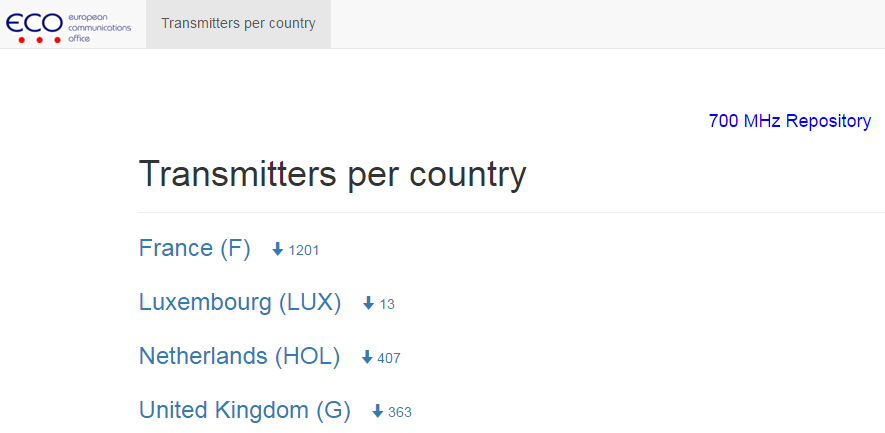 ECO european
communications
office
Transmitters per country
700 MHz Repository
Transmitters per country
France (F) 1201
Luxembourg (LUX) 13
Netherlands (HOL) 407
United Kingdom (G) 363